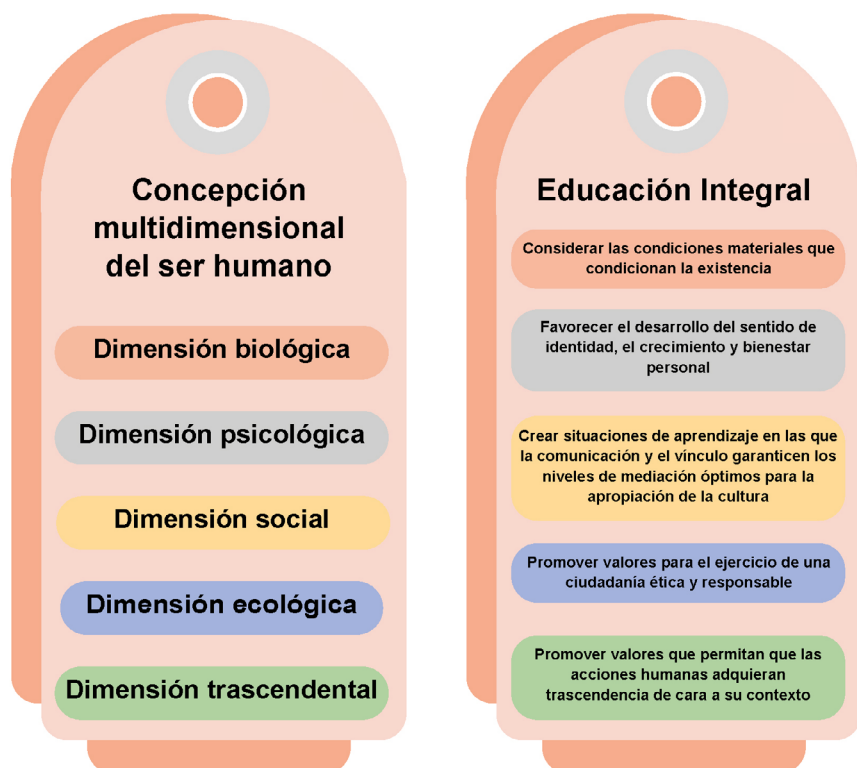 Concepción
multidimensional
del ser humano
Dimensión biológica
Dimensión psicológica
Dimensión social
Dimensión ecológica
Dimensión trascendental
Educación Integral
Considerar las condiciones materiales que
condicionan la existencia
Favorecer el desarrollo del sentido de
identidad, el crecimiento y bienestar
personal
Crear situaciones de aprendizaje en las que
la comunicación y el vínculo garanticen los
niveles de mediación óptimos para la
apropiación de la cultura
Promover valores para el ejercicio de una
ciudadanía ética y responsable
Promover valores que permitan que las
acciones humanas adquieran
trascendencia de cara a su contexto